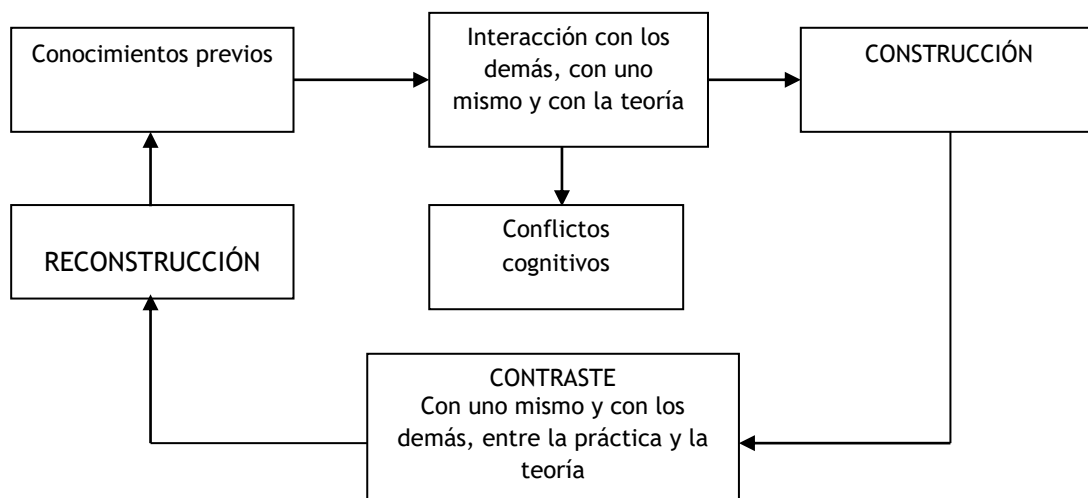 Conocimientos previos
Interacción con los
demás, con uno
mismo y con la teoría
CONSTRUCCIÓN
RECONSTRUCCIÓN
Conflictos
cognitivos
CONTRASTE
Con uno mismo y con los
demás, entre la práctica y la
teoría